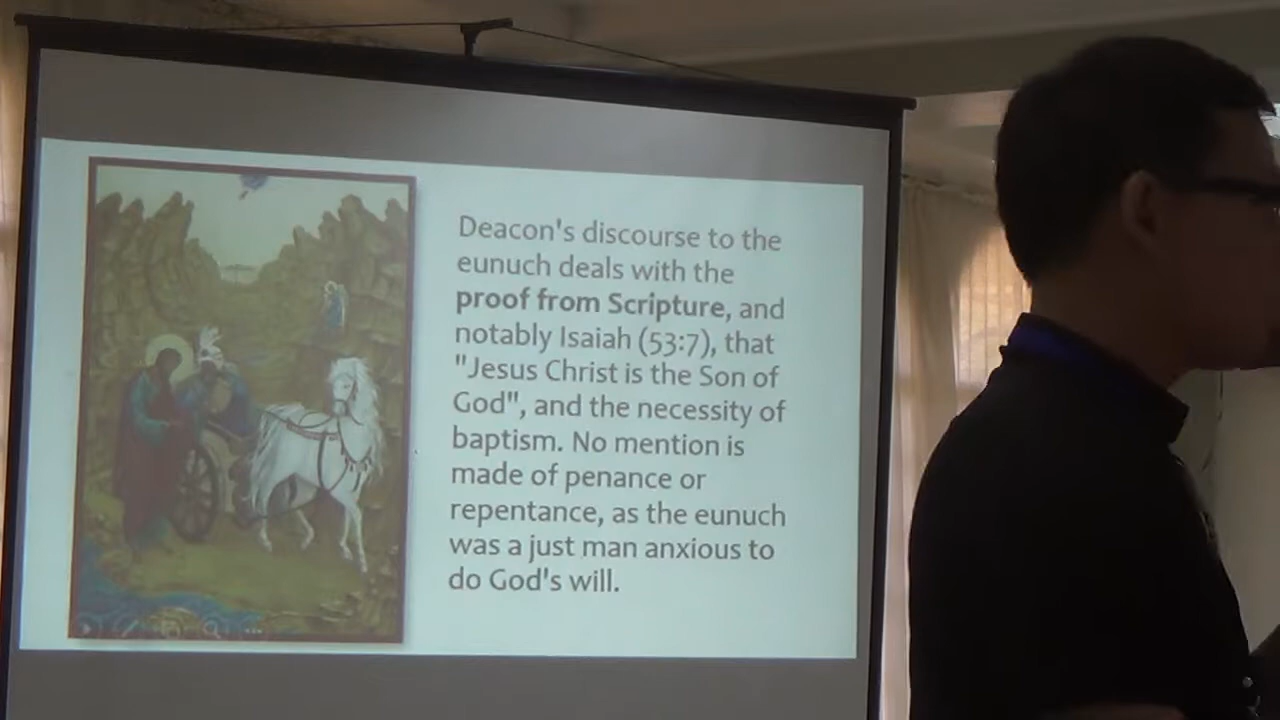 Deacon's discourse to the
eunuch deals with the
proof from Scripture, and
notably Isaiah (53:7), that
"Jesus Christ is the Son of
God", and the necessity of
baptism. No mention is
made of penance or
repentance, as the eunuch
was a just man anxious to
do God's will.